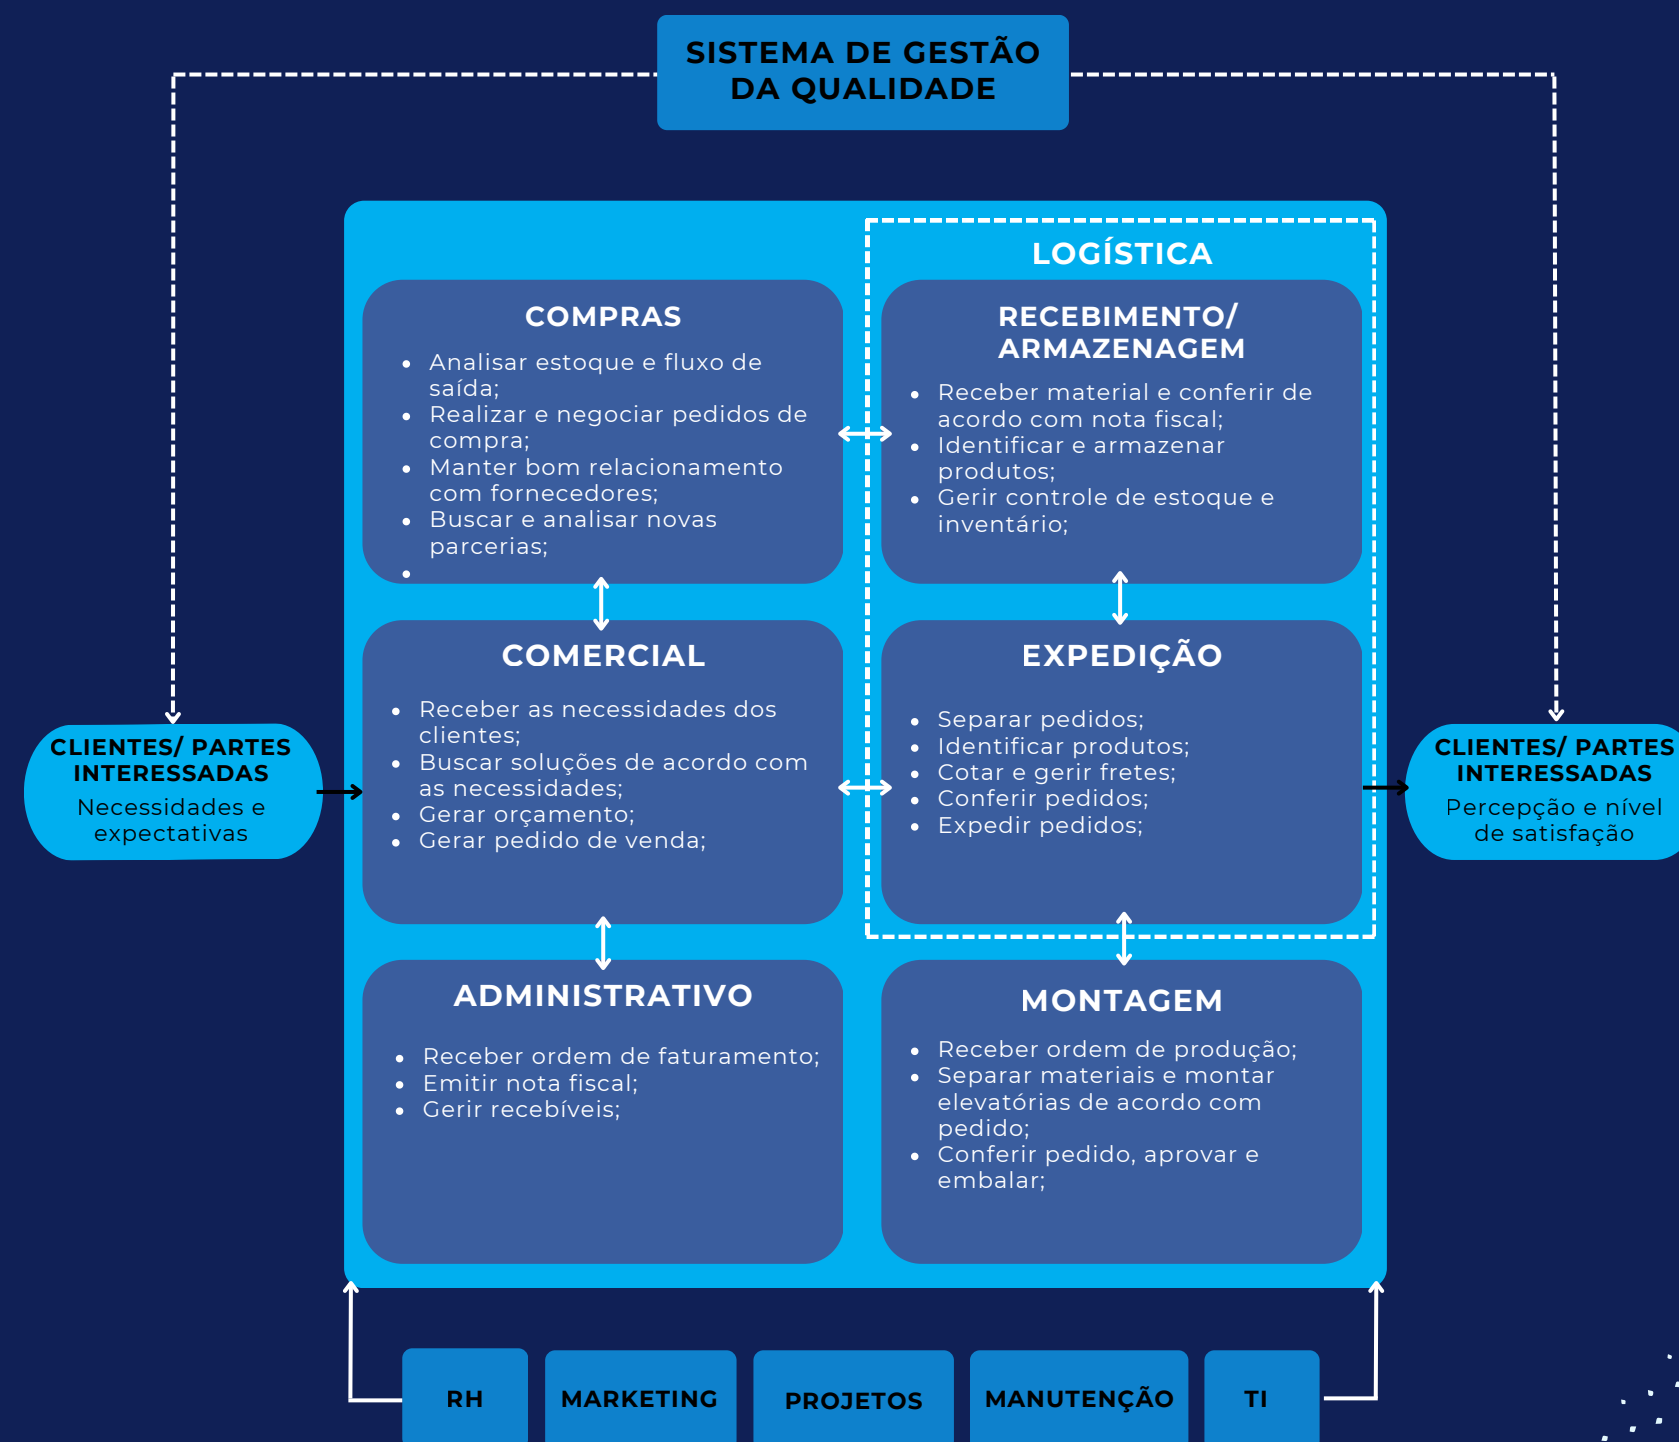 SISTEMA DE GESTÃO
DA QUALIDADE
LOGÍSTICA
COMPRAS
• Analisar estoque e fluxo de
saída;
• Realizar e negociar pedidos de
compra;
• Manter bom relacionamento
com fornecedores;
• Buscar e analisar novas
parcerias;
•
RECEBIMENTO/
ARMAZENAGEM
• Receber material e conferir de
acordo com nota fiscal;
• Identificar e armazenar
produtos;
• Gerir controle de estoque e
inventário;
COMERCIAL
• Receber as necessidades dos
clientes;
• Buscar soluções de acordo com
as necessidades;
• Gerar orçamento;
• Gerar pedido de venda;
EXPEDIÇÃO
• Separar pedidos;
• Identificar produtos;
• Cotar e gerir fretes;
• Conferir pedidos;
• Expedir pedidos;
CLIENTES/ PARTES
INTERESSADAS
Necessidades e
expectativas
CLIENTES/ PARTES
INTERESSADAS
Percepção e nível
de satisfação
ADMINISTRATIVO
• Receber ordem de faturamento;
• Emitir nota fiscal;
• Gerir recebíveis;
MONTAGEM
• Receber ordem de produção;
• Separar materiais e montar
elevatórias de acordo com
pedido;
• Conferir pedido, aprovar e
embalar;
RH
MARKETING
PROJETOS
MANUTENÇÃO
TI